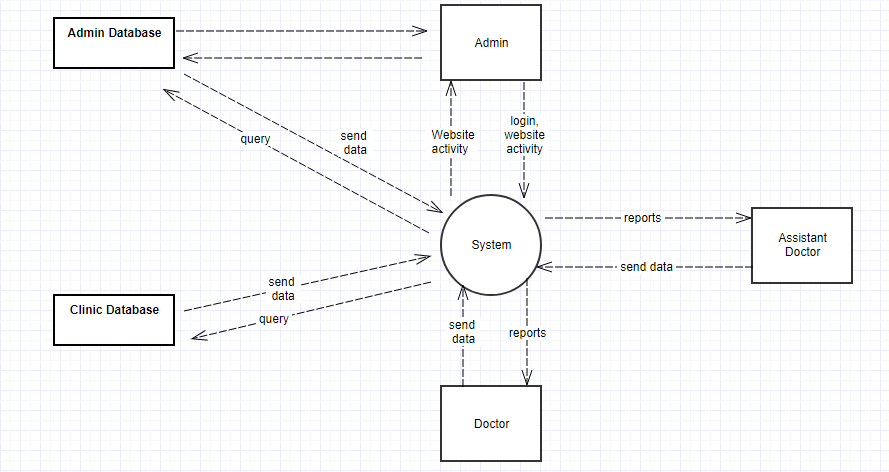 Admin Database
Admin
login,
website
activity
Website
activity
send
data
query
reports
Assistant
Doctor
System
send data
send
data
Clinic Database
query
send
data
reports
Doctor